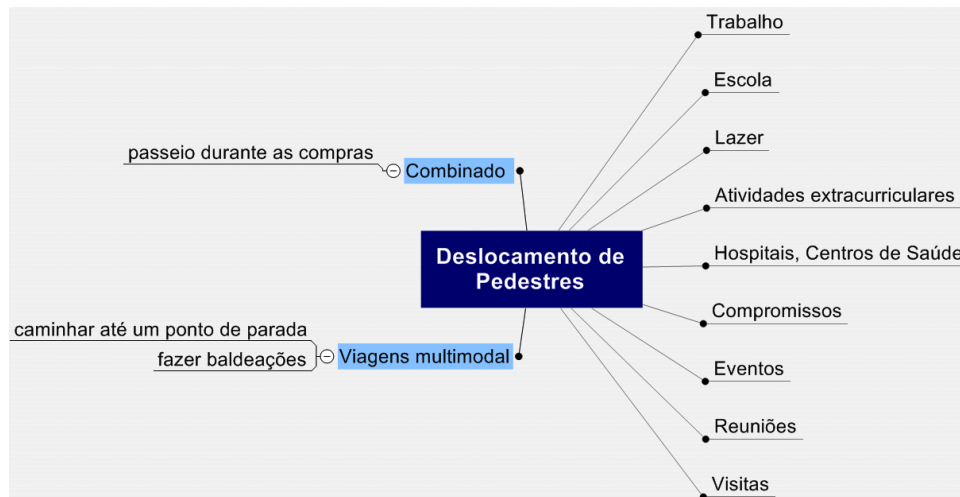 Trabalho
Escola
Lazer
passeio durante as compras
Combinado
Atividades extracurriculares
Deslocamento de
Pedestres
Hospitais, Centros de Saúde
Compromissos
caminhar até um ponto de parada
fazer baldeações
Viagens multimodal
Eventos
Reuniões
Visitas